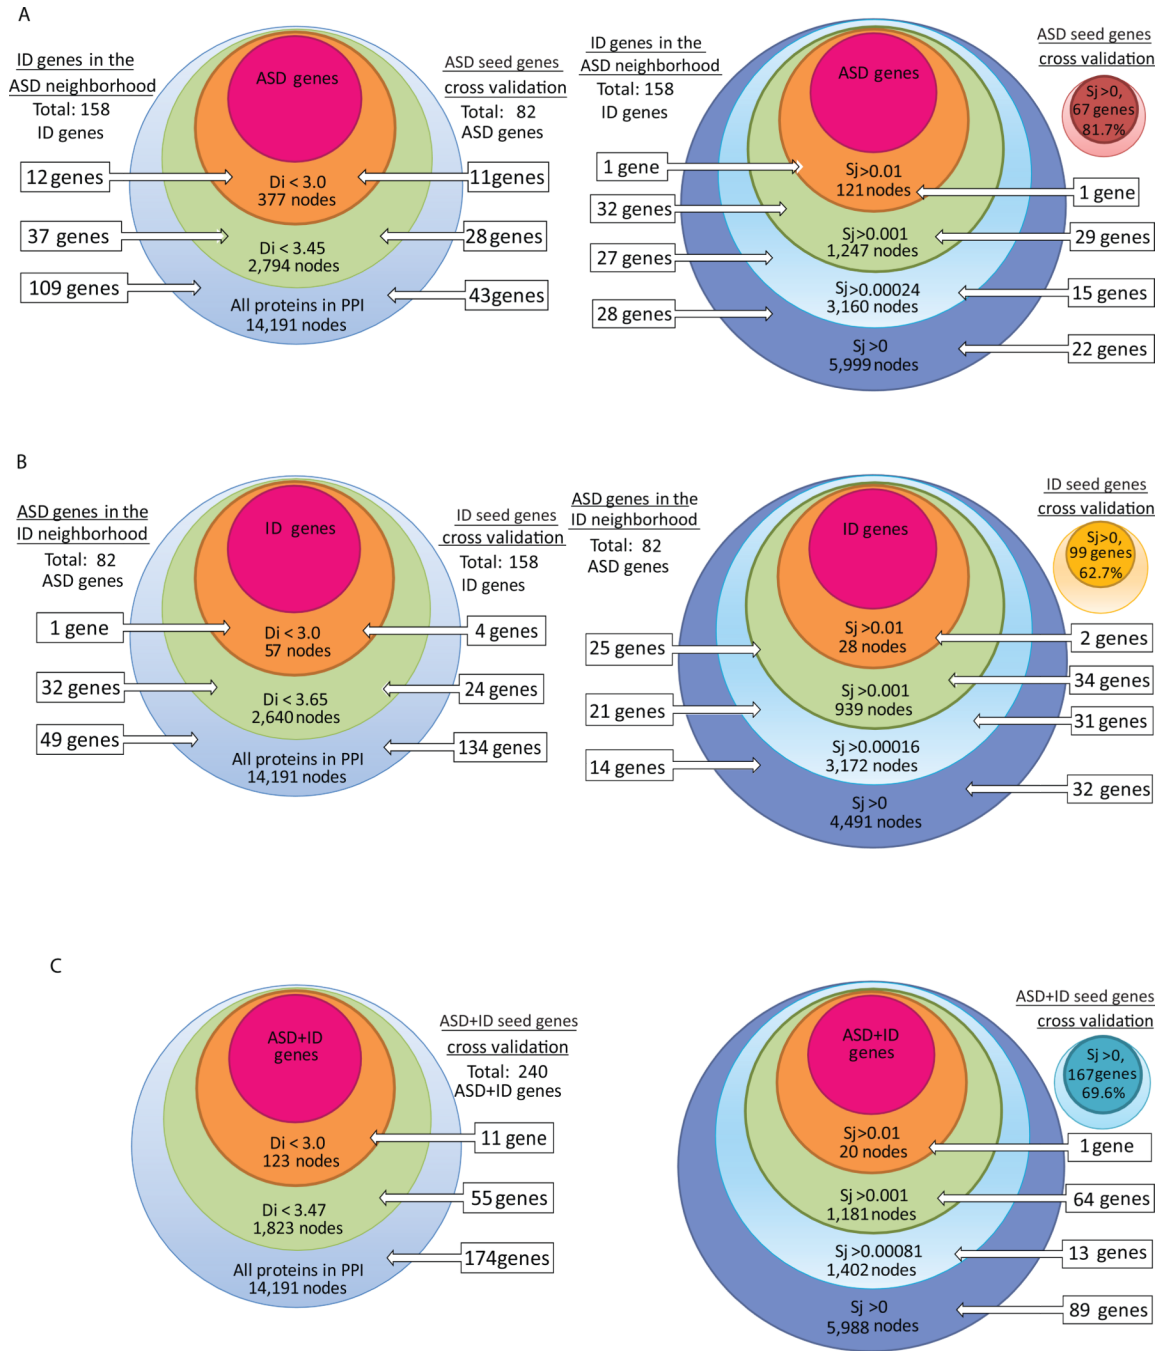 A
ID genes in the
ASD neighborhood
Total: 158
ID genes
ASD genes
ASD seed genes
cross validation
Total: 82
ASD genes
12 genes
Di < 3.0
377 nodes
11genes
37 genes
Di < 3.45
2,794 nodes
28 genes
109 genes
All proteins in PPI
14,191 nodes
43genes
ID genes in the
ASD neighborhood
Total: 158
ID genes
ASD genes
ASD seed genes
cross validation
Sj >0,
67 genes
81.7%
1 gene
Sj >0.01
121 nodes
1 gene
32 genes
Sj >0.001
1,247 nodes
29 genes
27 genes
Sj >0.00024
3,160 nodes
15 genes
28 genes
Sj >0
5,999 nodes
22 genes
B
ASD genes in the
ID neighborhood
Total: 82
ASD genes
ID genes
ID seed genes
cross validation
Total: 158
ID genes
1 gene
Di < 3.0
57 nodes
4 genes
32 genes
Di < 3.65
2,640 nodes
24 genes
49 genes
All proteins in PPI
14,191 nodes
134 genes
ASD genes in the
ID neighborhood
Total: 82
ASD genes
ID genes
ID seed genes
cross validation
Sj >0,
99 genes
62.7%
Sj >0.01
28 nodes
2 genes
25 genes
Sj >0.001
939 nodes
34 genes
21 genes
Sj >0.00016
3,172 nodes
31 genes
14 genes
Sj >0
4,491 nodes
32 genes
C
ASD+ID
genes
ASD+ID seed genes
cross validation
Total: 240
ASD+ID genes
Di < 3.0
123 nodes
11 gene
Di < 3.47
1,823 nodes
55 genes
All proteins in PPI
14,191 nodes
174genes
ASD+ID
genes
ASD+ID seed genes
cross validation
Sj >0,
167genes
69.6%
Sj >0.01
20 nodes
1gene
Sj >0.001
1,181 nodes
64 genes
Sj >0.00081
1,402 nodes
13 genes
Sj >0
5,988 nodes
89 genes